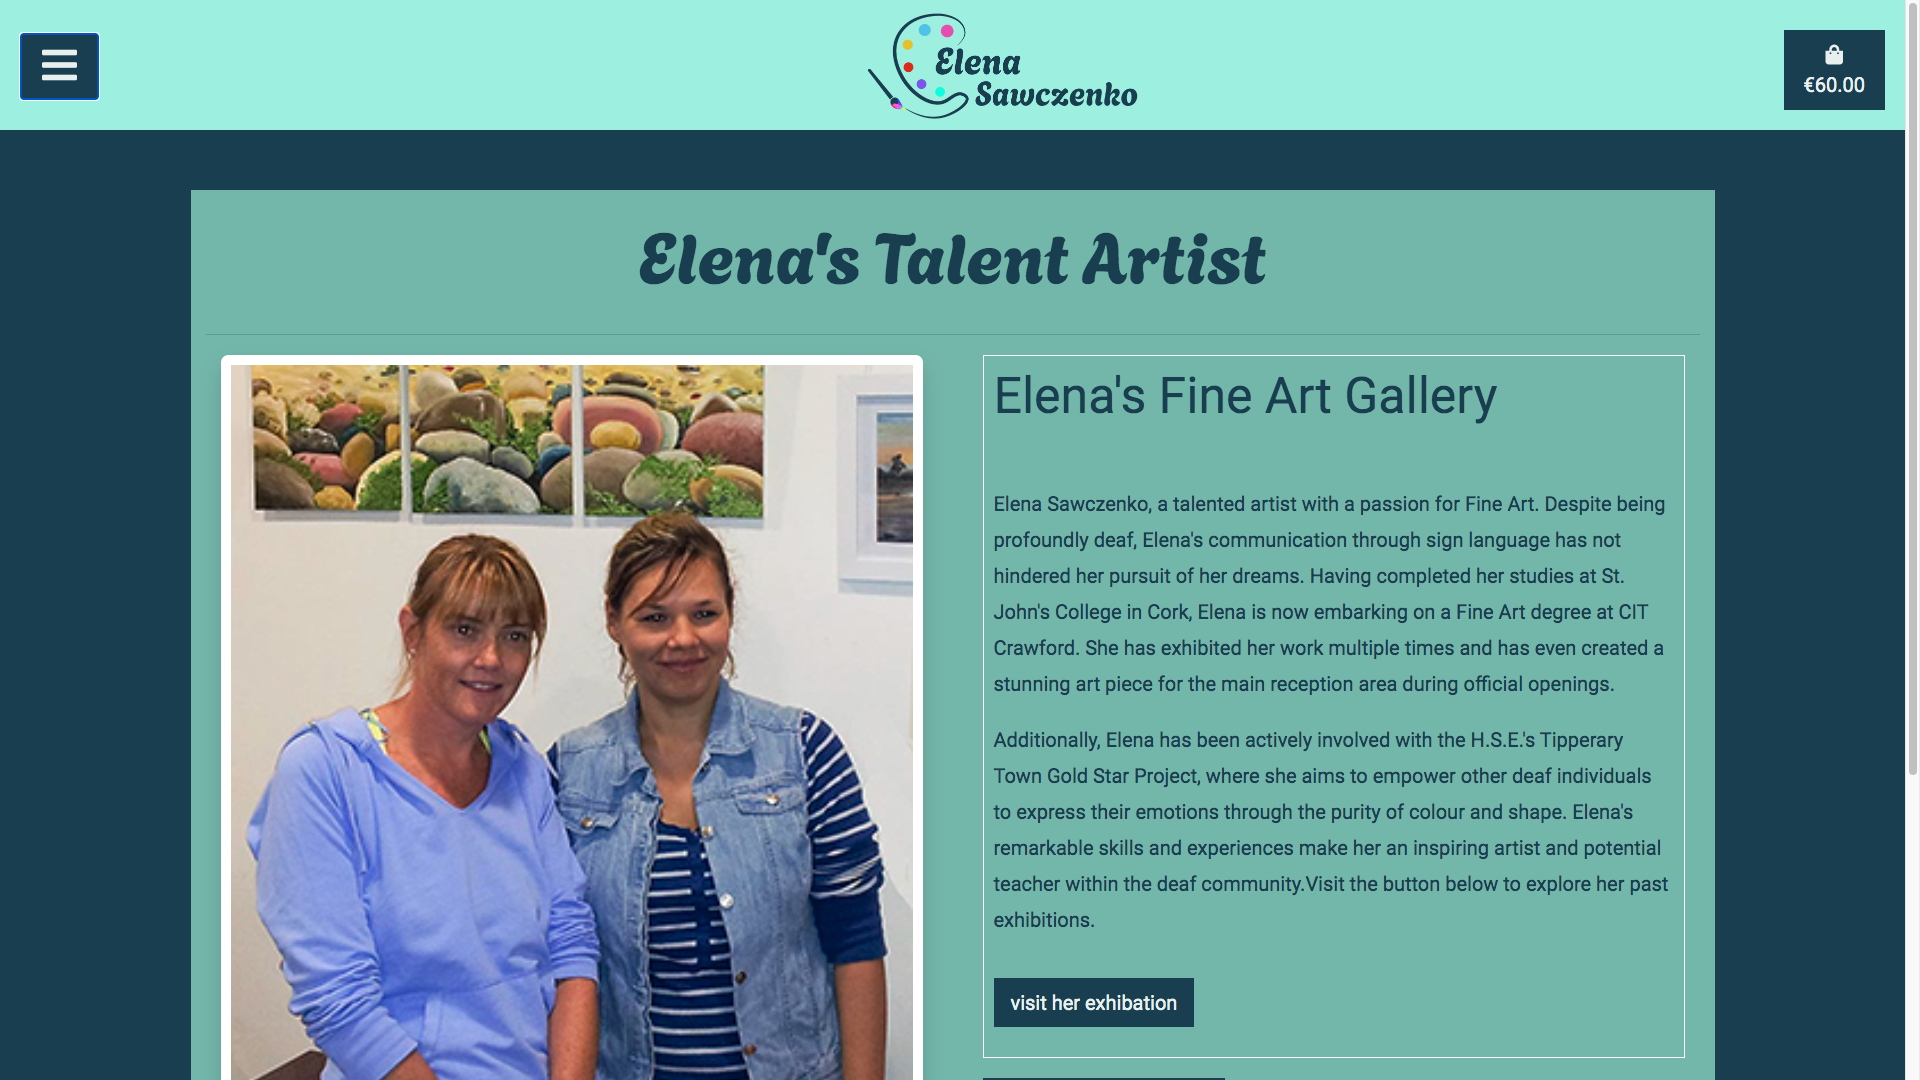 Elena
Sawczenko
€60.00
Elena's Talent Artist
Elena's Fine Art Gallery
Elena Sawczenko, a talented artist with a passion for Fine Art. Despite being
profoundly deaf, Elena's communication through sign language has not
hindered her pursuit of her dreams. Having completed her studies at St.
John's College in Cork, Elena is now embarking on a Fine Art degree at CIT
Crawford. She has exhibited her work multiple times and has even created a
stunning art piece for the main reception area during official openings.
Additionally, Elena has been actively involved with the H.S.E.'s Tipperary
Town Gold Star Project, where she aims to empower other deaf individuals
to express their emotions through the purity of colour and shape. Elena's
remarkable skills and experiences make her an inspiring artist and potential
teacher within the deaf community.Visit the button below to explore her past
exhibitions.
visit her exhibation